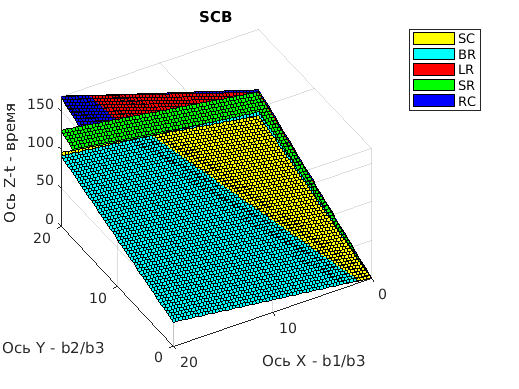 SCB
SC
BR
LR
SR
RC
150
100
50
0
20
10
0
20
10
0
Ось Z-t - время
Ось Y - b2/b3
Ось X - b1/b3